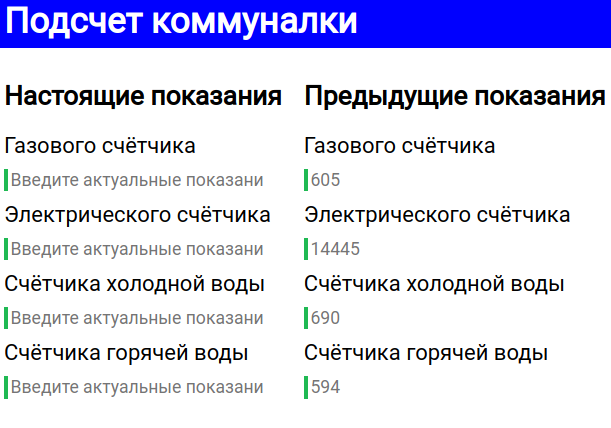 Подсчет коммуналки
Настоящие показания
Предыдущие показания
Газового счётчика
Газового счётчика
Введите актуальные показани
605
Электрического счётчика
Электрического счётчика
Введите актуальные показани
14445
Счётчика холодной воды
Счётчика холодной воды
Введите актуальные показани
690
Счётчика горячей воды
Счётчика горячей воды
Введите актуальные показани
594